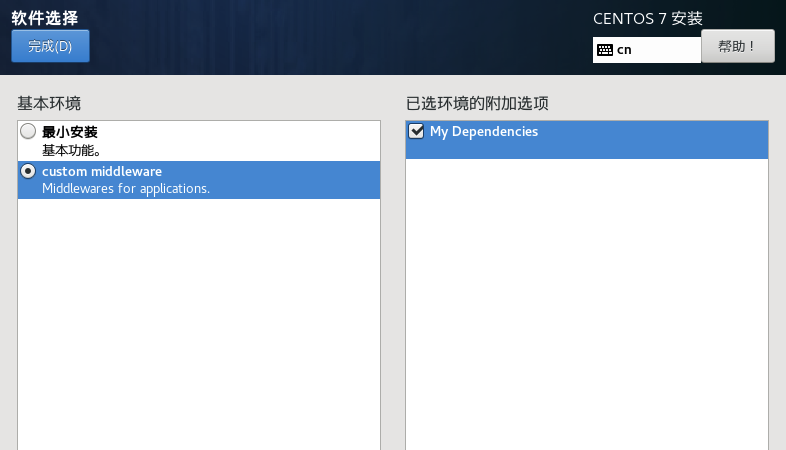 软件选择
CENTOS 7 安装
完成(D)
cn
帮助！
基本环境
已选环境的附加选项
最小安装
基本功能。
custom middleware
Middlewares for applications.
My Dependencies